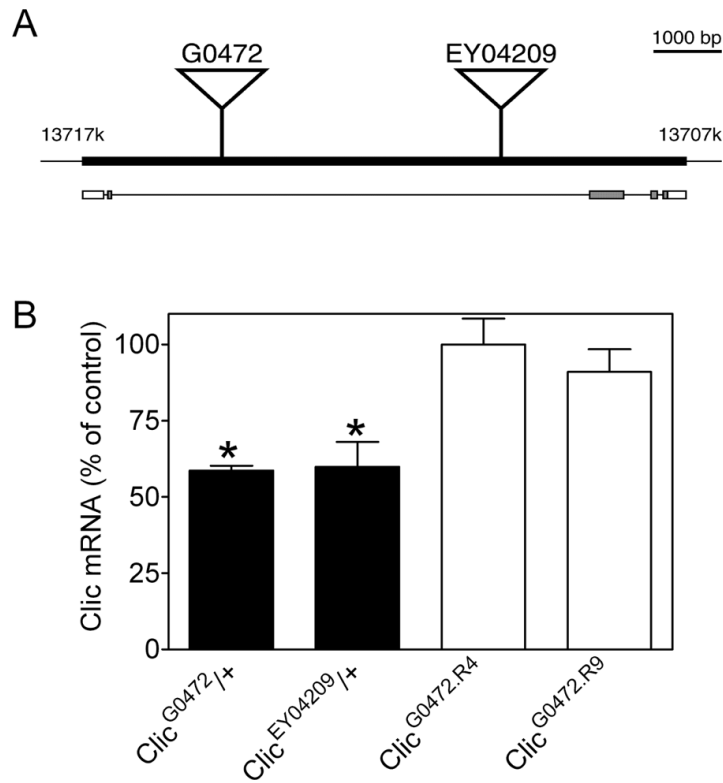 A
G0472 EY04209 1000 bp
13717k 13707k
B
Clic mRNA (% of control)
100
75
50
25
0
* *
Clic^G0472/+ Clic^EY04209/+ Clic^G0472.R4 Clic^G0472.R9